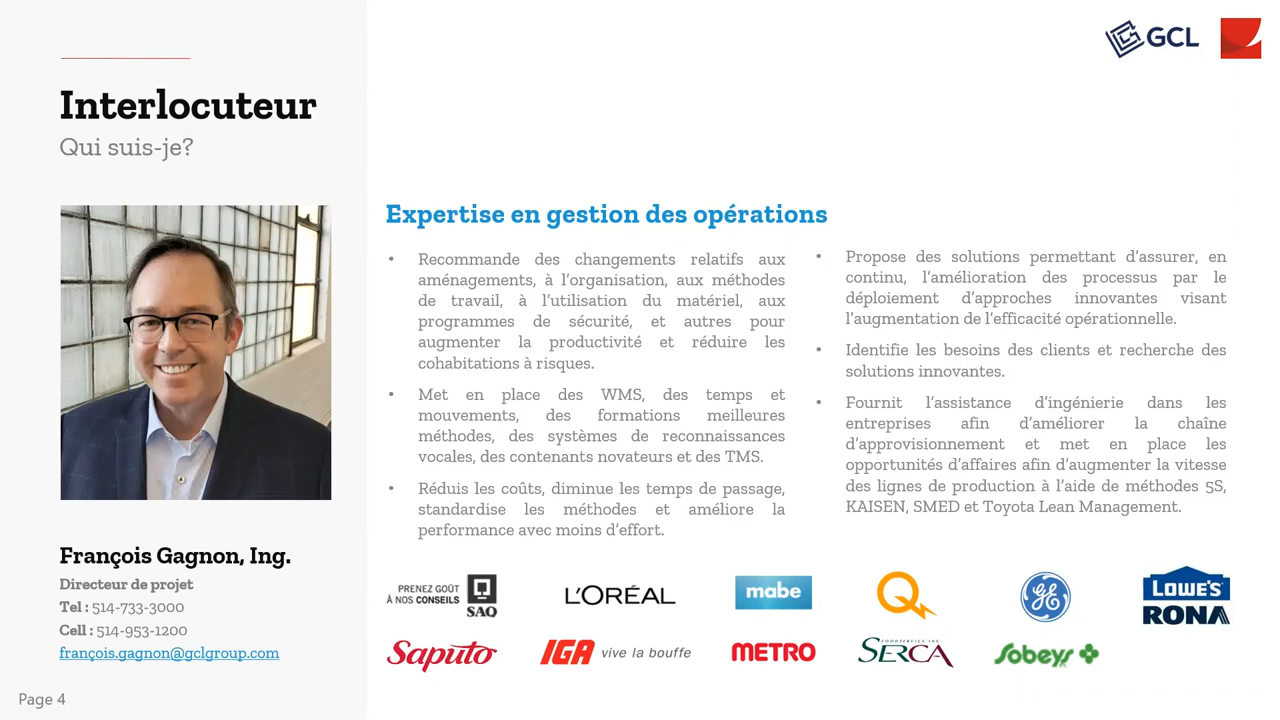 GCL
Interlocuteur
Qui suis-je?
François Gagnon, Ing.
Directeur de projet
Tel : 514-733-3000
Cell : 514-953-1200
françois.gagnon@gclgroup.com
Page 4
Expertise en gestion des opérations
• Recommande des changements relatifs aux
aménagements, à l’organisation, aux méthodes
de travail, à l’utilisation du matériel, aux
programmes de sécurité, et autres pour
augmenter la productivité et réduire les
cohabitations à risques.
• Met en place des WMS, des temps et
mouvements, des formations meilleures
méthodes, des systèmes de reconnaissances
vocales, des contenants novateurs et des TMS.
• Réduis les coûts, diminue les temps de passage,
standardise les méthodes et améliore la
performance avec moins d’effort.
• Propose des solutions permettant d’assurer, en
continu, l’amélioration des processus par le
déploiement d’approches innovantes visant
l’augmentation de l’efficacité opérationnelle.
• Identifie les besoins des clients et recherche des
solutions innovantes.
• Fournit l’assistance d’ingénierie dans les
entreprises afin d’améliorer la chaîne
d’approvisionnement et met en place les
opportunités d’affaires afin d’augmenter la vitesse
des lignes de production à l’aide de méthodes 5S,
KAISEN, SMED et Toyota Lean Management.
PRENEZ GOÛT
À NOS CONSEILS
SAQ
L'ORÉAL
mabe
Q
GE
LOWE'S
RONA
Saputo
IGA vive la bouffe
METRO
FOODSERVICE INC.
SERCA
Sobeys